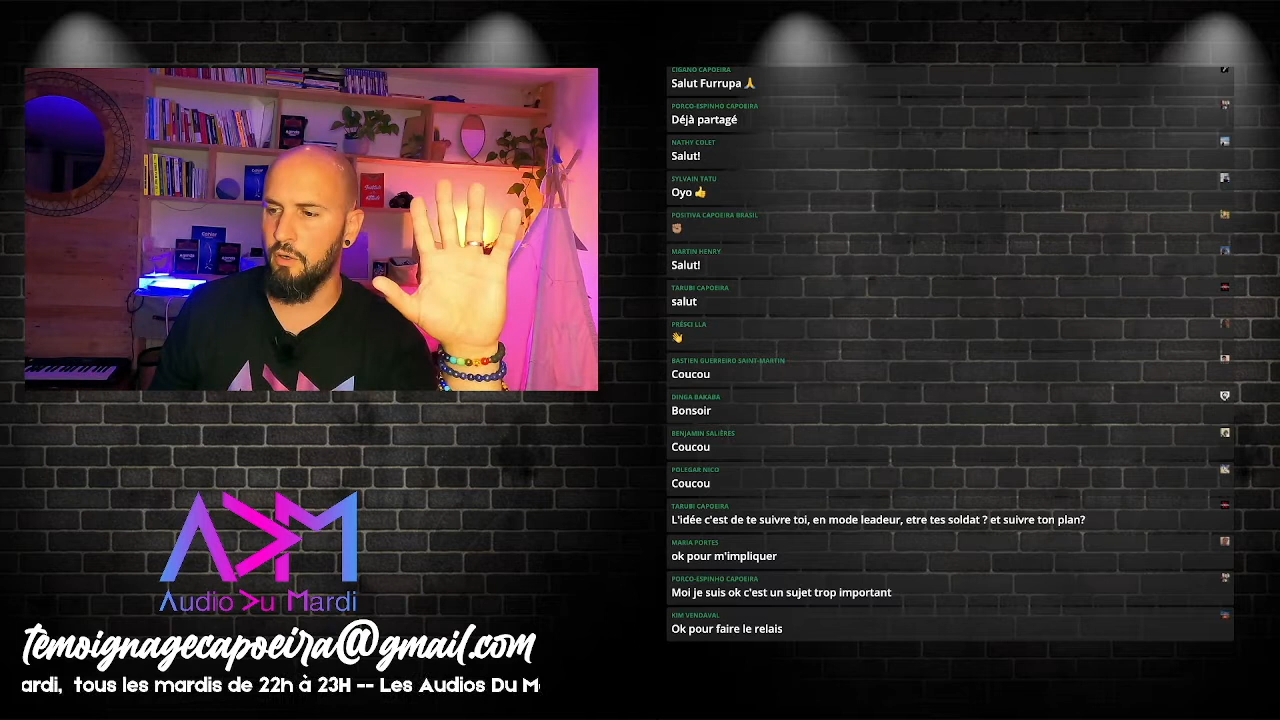 CIGANO CAPOEIRA
Salut Furrupa 🙏
PORCO-ESPINHO CAPOEIRA
Déjà partagé
NATHY COLET
Salut!
SYLVAIN TATU
Oyo 👍
POSITIVA CAPOEIRA BRASIL
✊🏽
MARTIN HENRY
Salut!
TARUBI CAPOEIRA
salut
PRÉSCI LLA
👋
BASTIEN GUERREIRO SAINT-MARTIN
Coucou
DINGA BAKABA
Bonsoir
BENJAMIN SALIÈRES
Coucou
POLEGAR NICO
Coucou
TARUBI CAPOEIRA
L'idée c'est de te suivre toi, en mode leadeur, etre tes soldat ? et suivre ton plan?
MARIA PORTES
ok pour m'impliquer
PORCO-ESPINHO CAPOEIRA
Moi je suis ok c'est un sujet trop important
KIM VENDAVAL
Ok pour faire le relais
ADM
Audio Du Mardi
temoignagecapoeira@gmail.com
ardi, tous les mardis de 22h à 23H -- Les Audios Du M